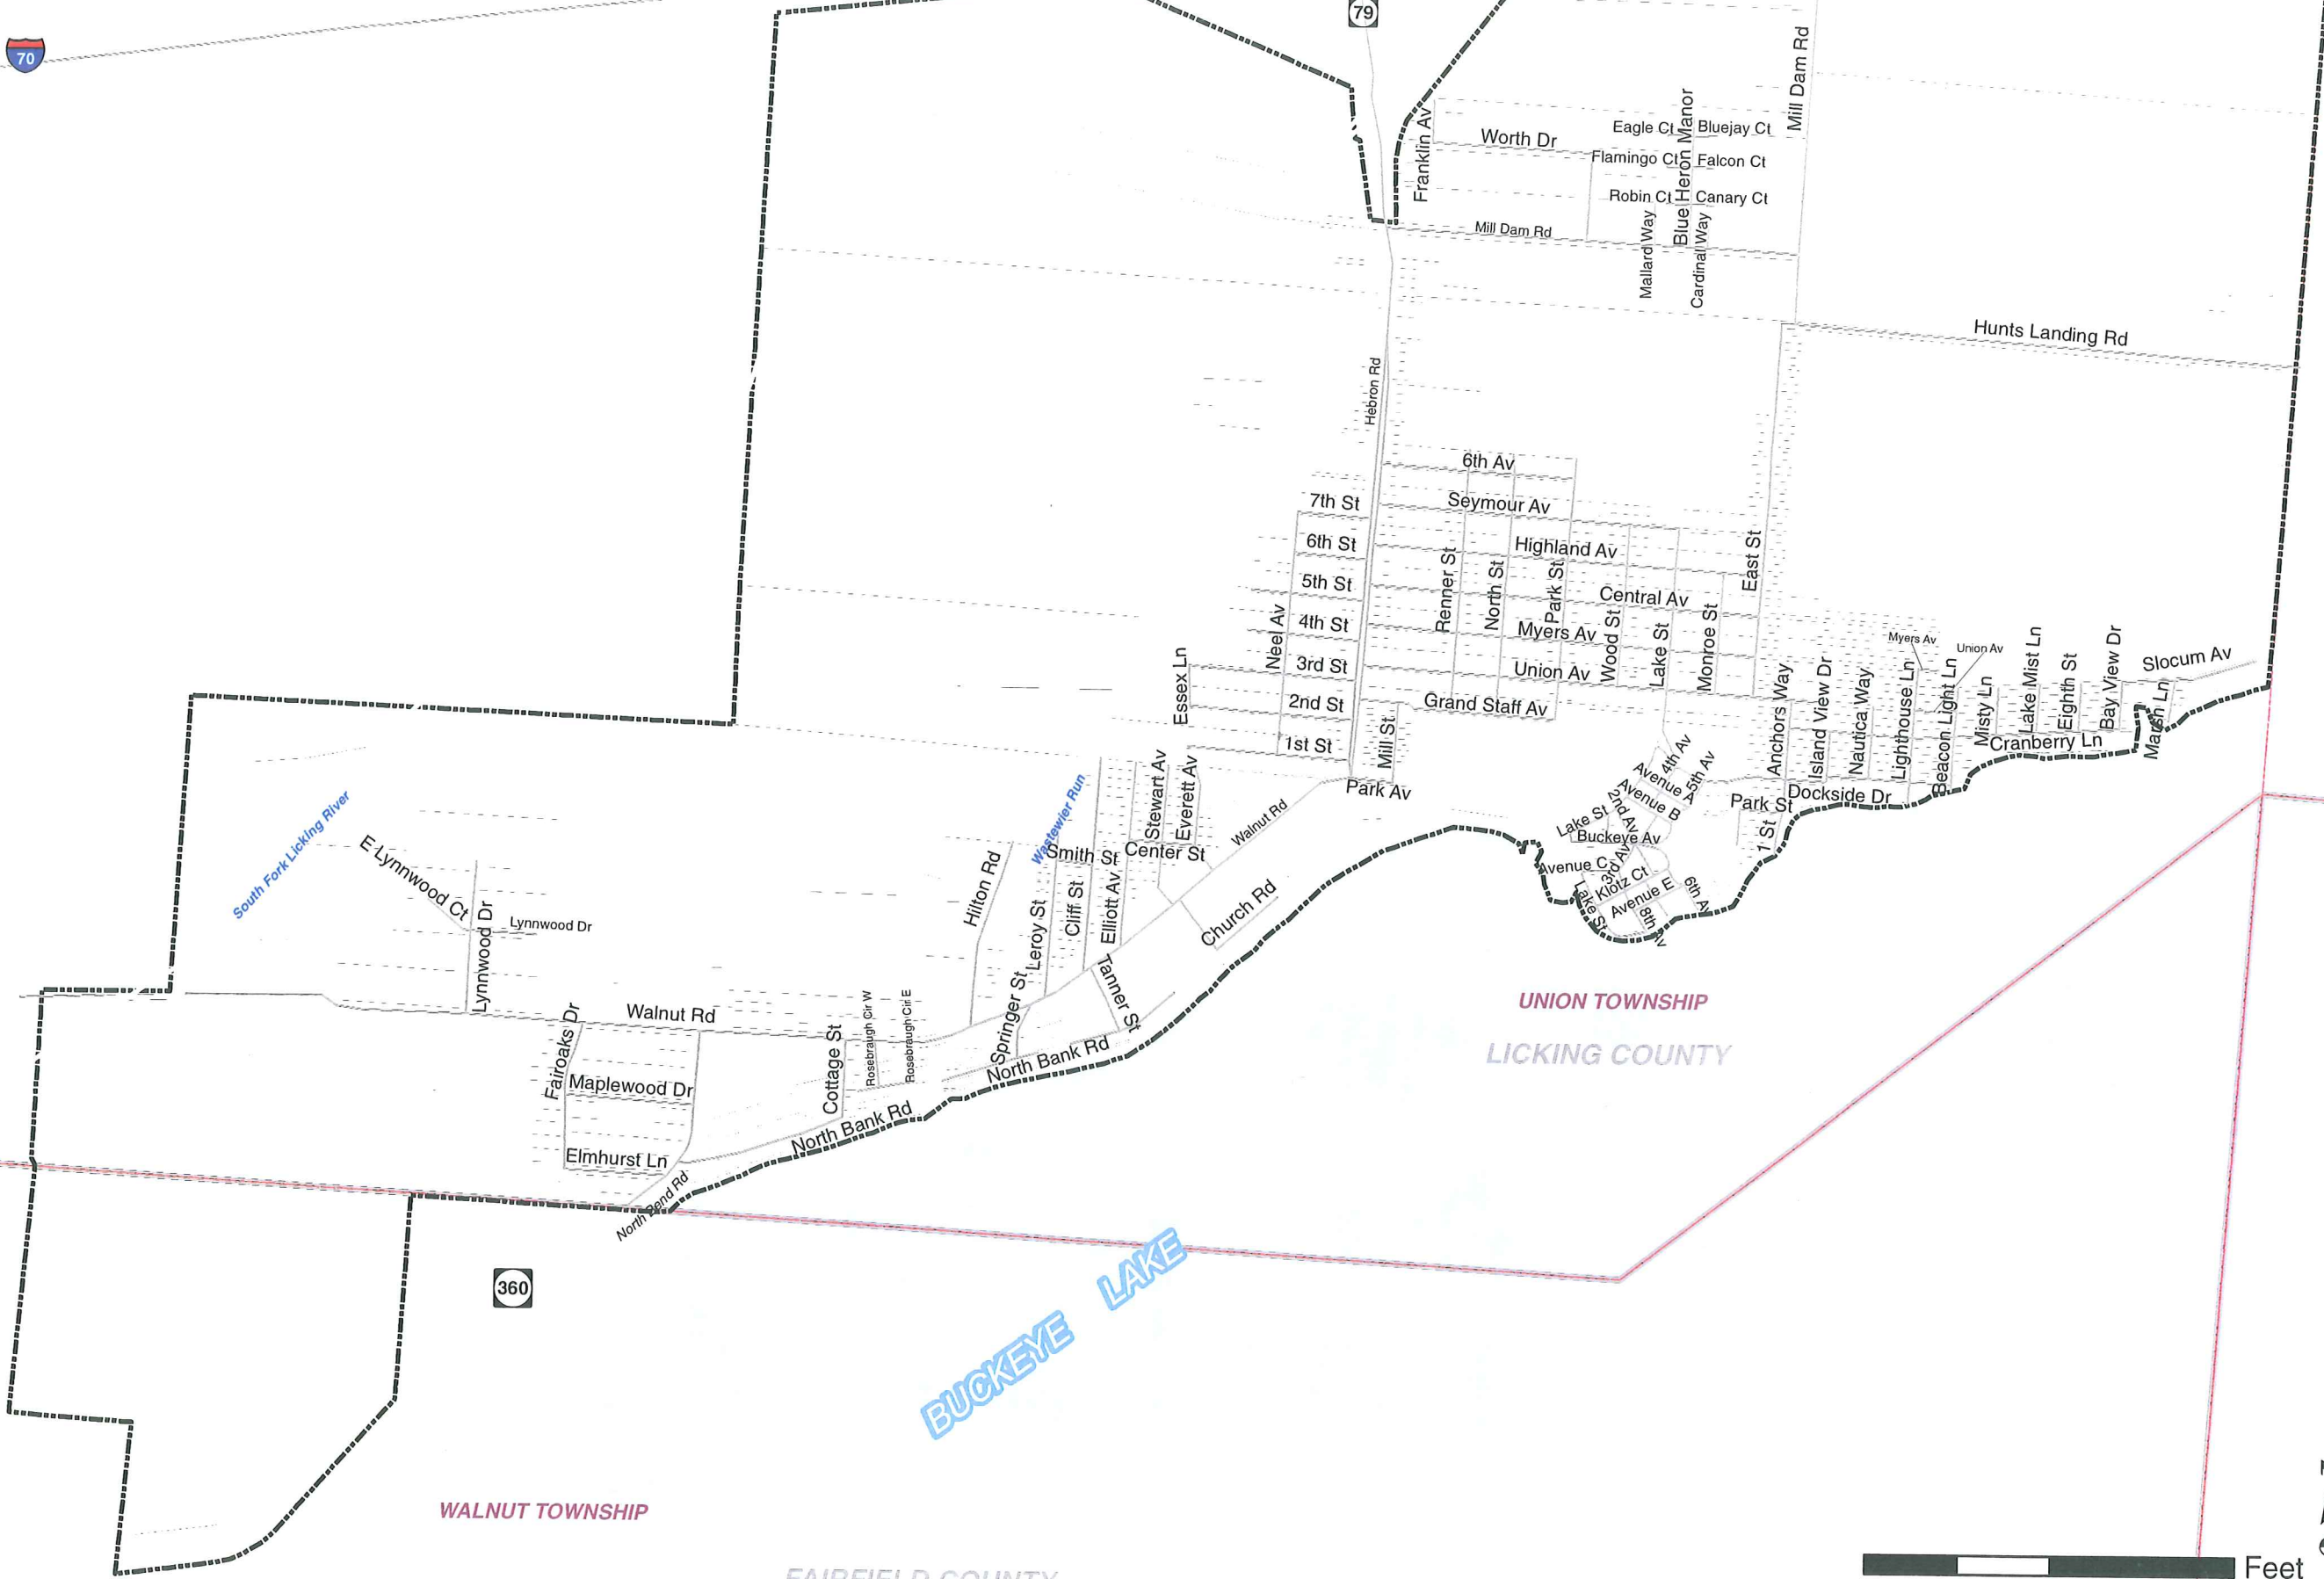 79
70
Mill Dam Rd
Franklin Av
Worth Dr
Eagle Ct
Bluejay Ct
Blue Heron Manor
Flamingo Ct
Falcon Ct
Robin Ct
Canary Ct
Mill Dam Rd
Mallard Way
Cardinal Way
Hunts Landing Rd
Hebron Rd
6th Av
7th St
Seymour Av
6th St
Highland Av
East St
5th St
Renner St
North St
Park St
Central Av
Neel Av
4th St
Myers Av
Wood St
Lake St
Monroe St
Myers Av
Union Av
Essex Ln
3rd St
Union Av
2nd St
Grand Staff Av
1st St
Mill St
Anchors Way
Island View Dr
Nautica Way
Lighthouse Ln
Beacon Light Ln
Misty Ln
Lake Mist Ln
Eighth St
Bay View Dr
Slocum Av
Marsh Ln
Cranberry Ln
Park Av
4th Av
5th Av
Avenue A
Avenue B
2nd Av
Lake St
Buckeye Av
Park St
Dockside Dr
1 St
Avenue C
3rd Av
Klotz Ct
Avenue E
6th Av
Lake St
8th Av
Wastewier Run
Stewart Av
Everett Av
Walnut Rd
South Fork Licking River
E Lynnwood Ct
Lynnwood Dr
Lynnwood Dr
Hilton Rd
Smith St
Center St
Leroy St
Cliff St
Elliott Av
Church Rd
Tanner St
Springer St
Fairoaks Dr
Walnut Rd
Cottage St
Rosebraugh Cir W
Rosebraugh Cir E
North Bank Rd
Maplewood Dr
North Bank Rd
Elmhurst Ln
North Bend Rd
UNION TOWNSHIP
LICKING COUNTY
360
BUCKEYE LAKE
WALNUT TOWNSHIP
FAIRFIELD COUNTY
Feet